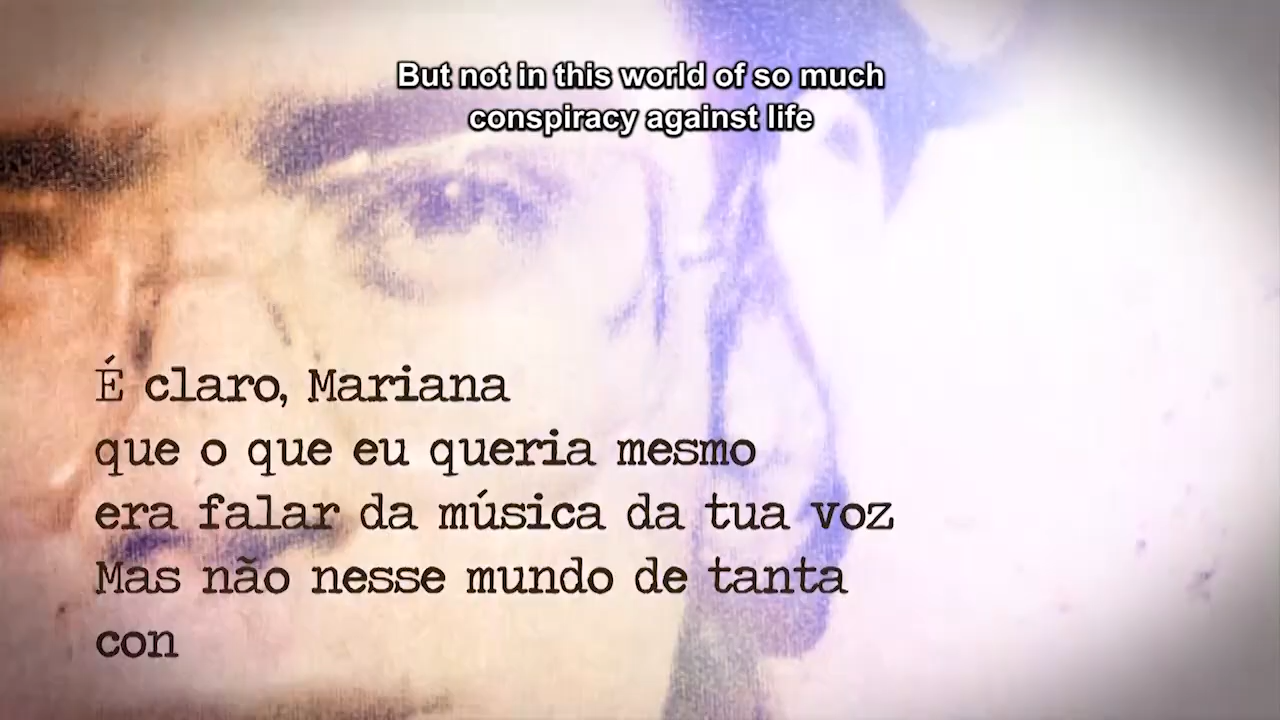 But not in this world of so much
conspiracy against life
É claro, Mariana
que o que eu queria mesmo
era falar da música da tua voz
Mas não nesse mundo de tanta
con